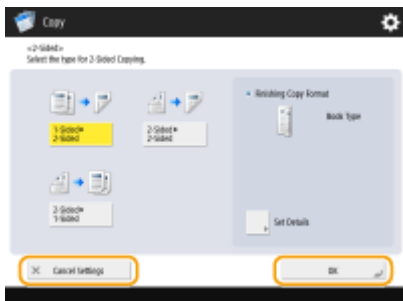 Copy
<2-Sided>
Select the type for 2-Sided Copying.
1-Sided►
2-Sided
2-Sided►
2-Sided
2-Sided►
1-Sided
Finishing Copy Format
Book Type
Set Details
Cancel Settings
OK